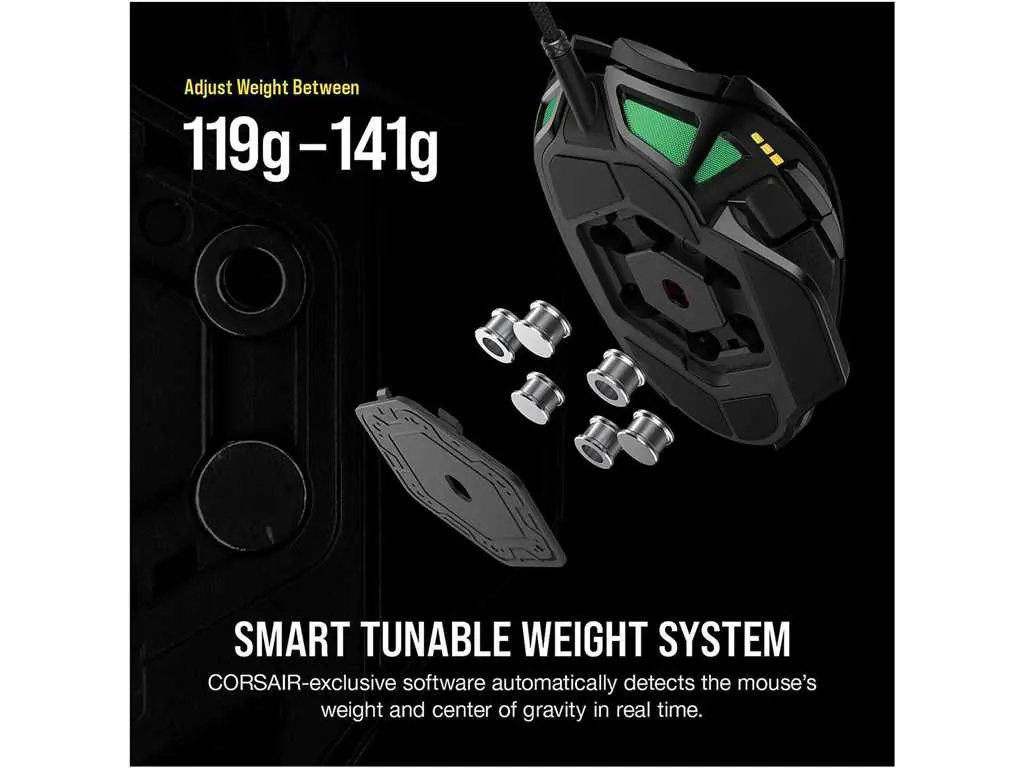 Adjust Weight Between
119g–141g
SMART TUNABLE WEIGHT SYSTEM
CORSAIR-exclusive software automatically detects the mouse's
weight and center of gravity in real time.